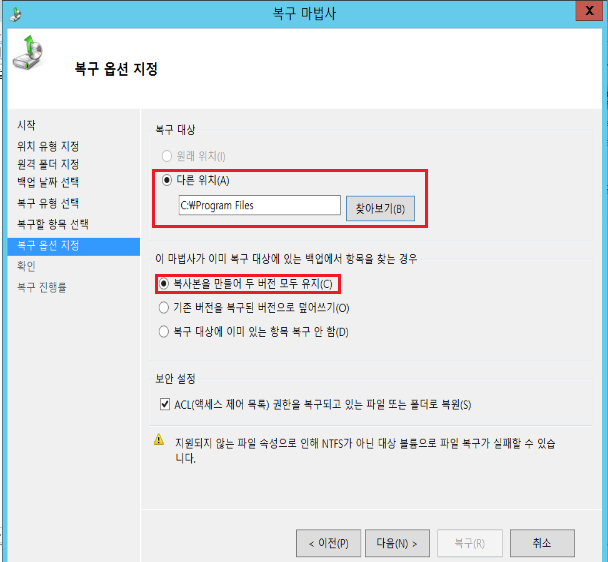 복구 마법사
X
복구 옵션 지정
시작
위치 유형 지정
원격 폴더 지정
백업 날짜 선택
복구 유형 선택
복구할 항목 선택
복구 옵션 지정
확인
복구 진행률
복구 대상
원래 위치(I)
다른 위치(A)
C:₩Program Files
찾아보기(B)
이 마법사가 이미 복구 대상에 있는 백업에서 항목을 찾는 경우
복사본을 만들어 두 버전 모두 유지(C)
기존 버전을 복구된 버전으로 덮어쓰기(O)
복구 대상에 이미 있는 항목 복구 안 함(D)
보안 설정
ACL(액세스 제어 목록) 권한을 복구되고 있는 파일 또는 폴더로 복원(S)
지원되지 않는 파일 속성으로 인해 NTFS가 아닌 대상 볼륨으로 파일 복구가 실패할 수 있습
니다.
< 이전(P)
다음(N) >
복구(R)
취소